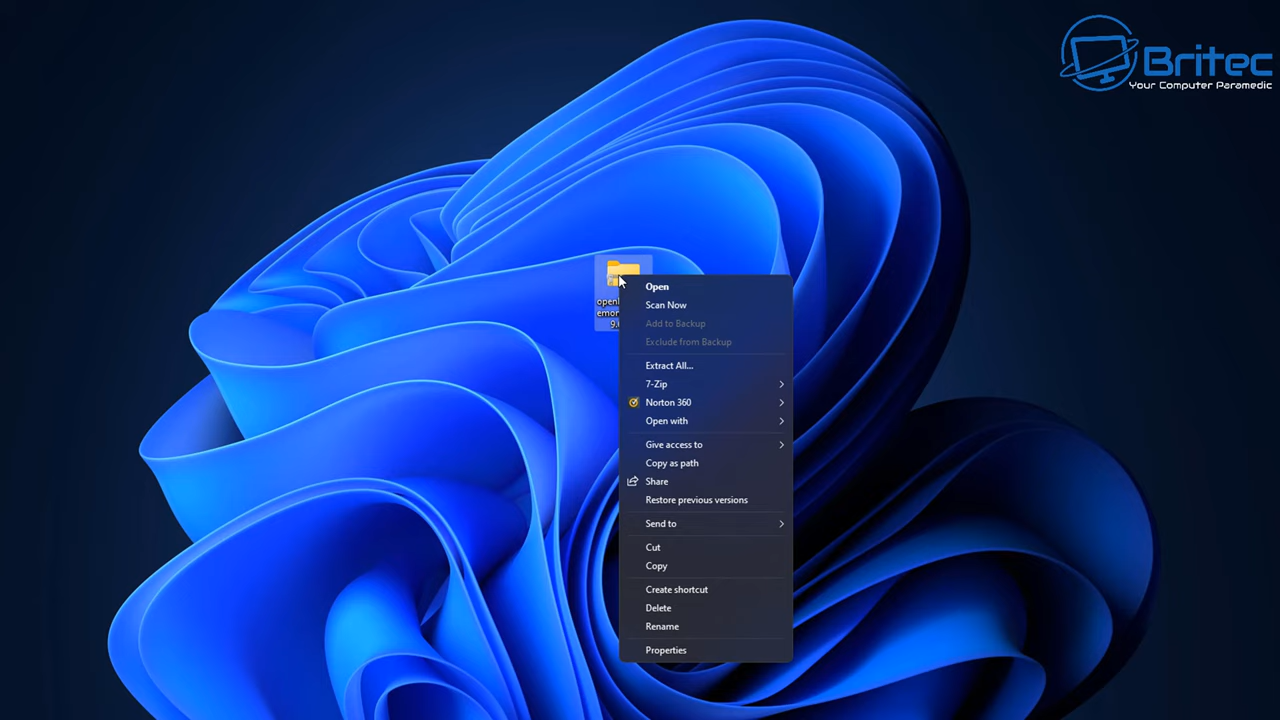 Britec
Your Computer Paramedic
Open
Scan Now
Add to Backup
Exclude from Backup
Extract All...
7-Zip
Norton 360
Open with
Give access to
Copy as path
Share
Restore previous versions
Send to
Cut
Copy
Create shortcut
Delete
Rename
Properties